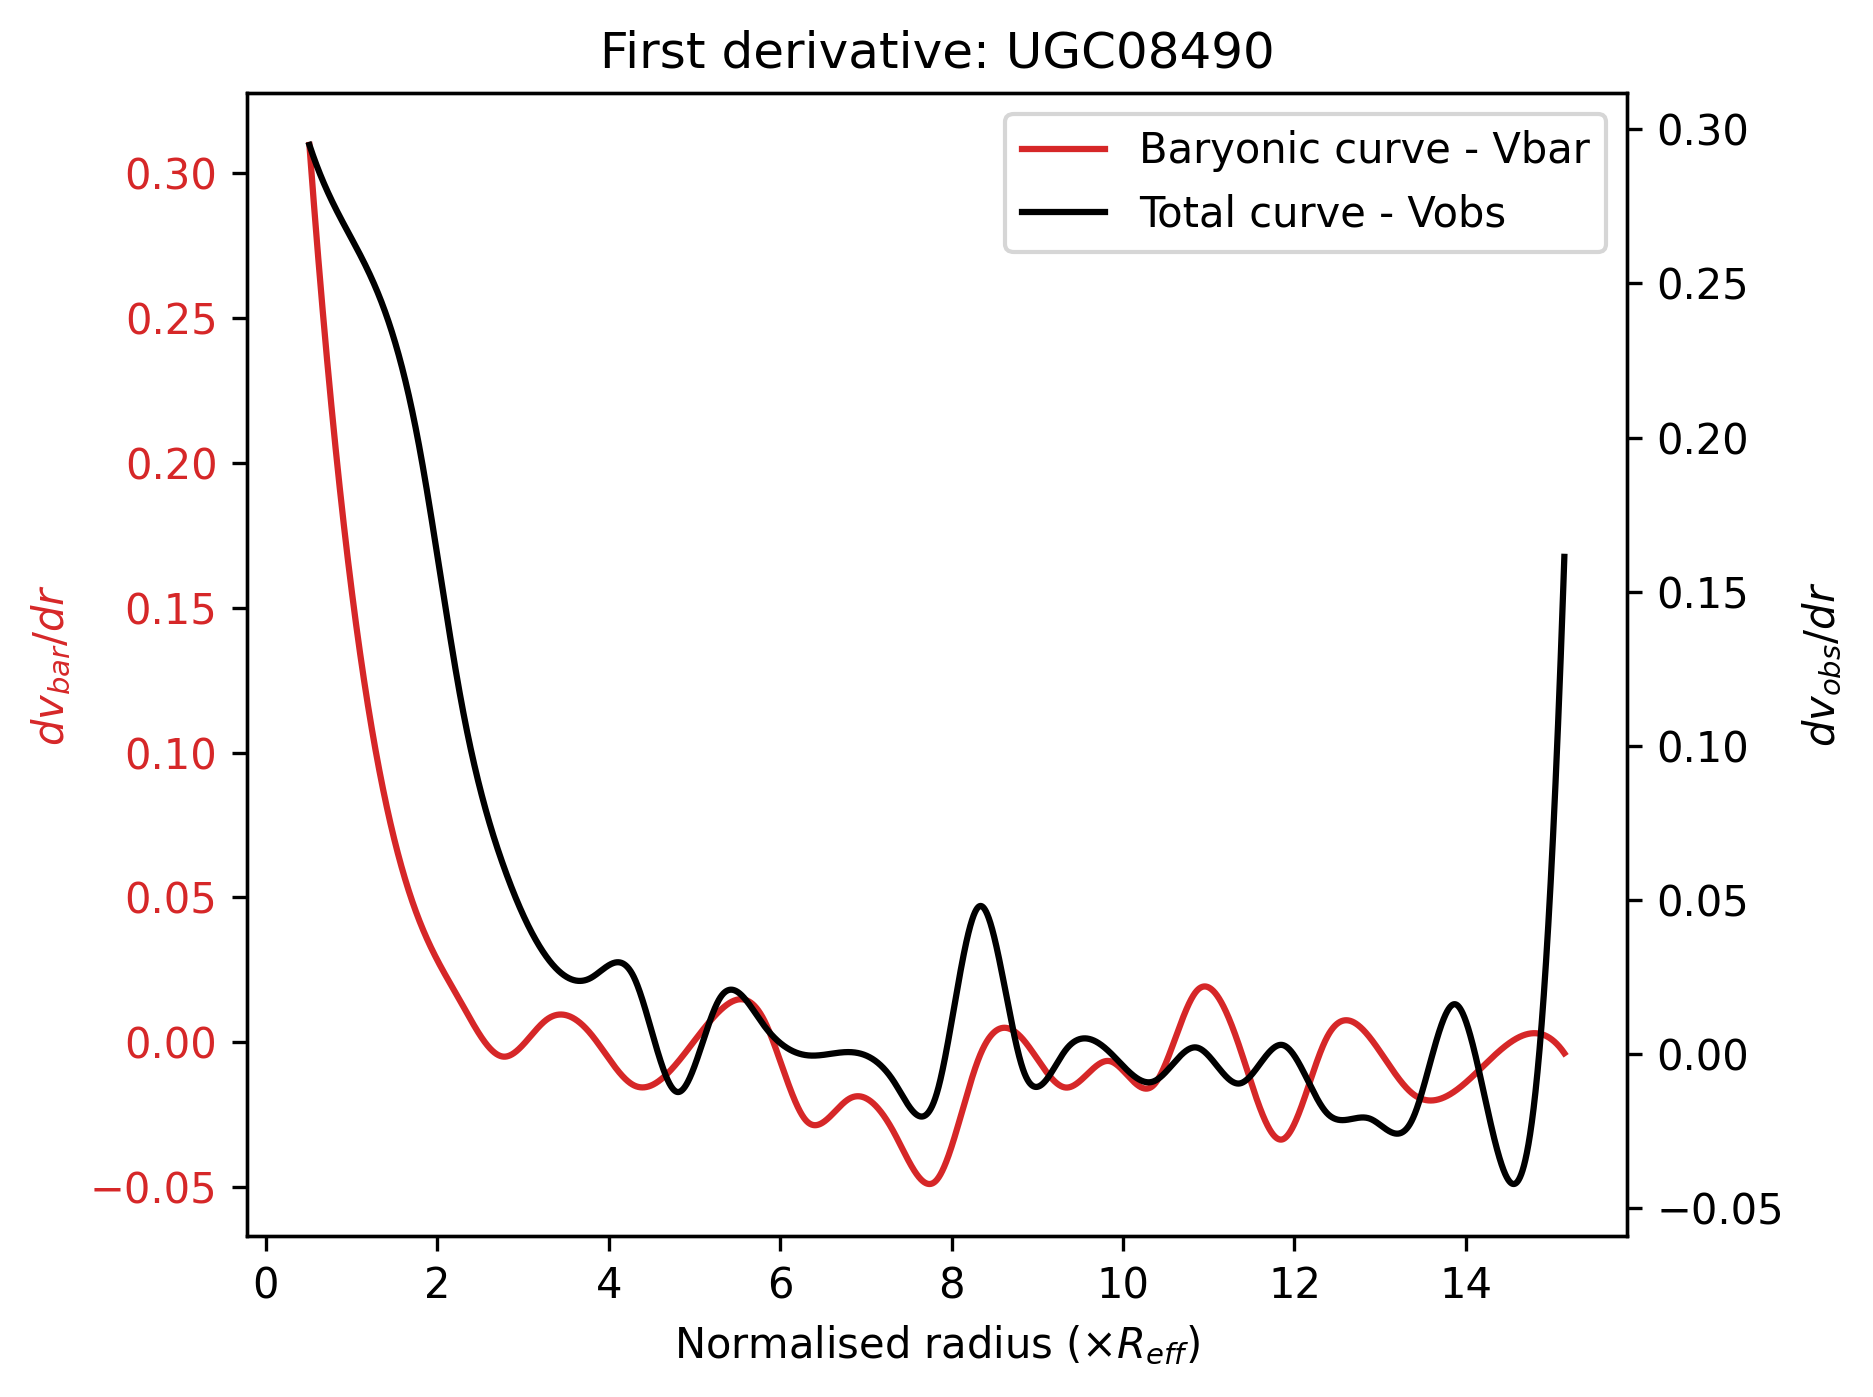 First derivative: UGC08490
Baryonic curve - Vbar
Total curve - Vobs
0.30
0.25
0.20
0.15
0.10
0.05
0.00
−0.05
dv_bar/dr
0.30
0.25
0.20
0.15
0.10
0.05
0.00
−0.05
dv_obs/dr
0 2 4 6 8 10 12 14
Normalised radius (×R_eff)